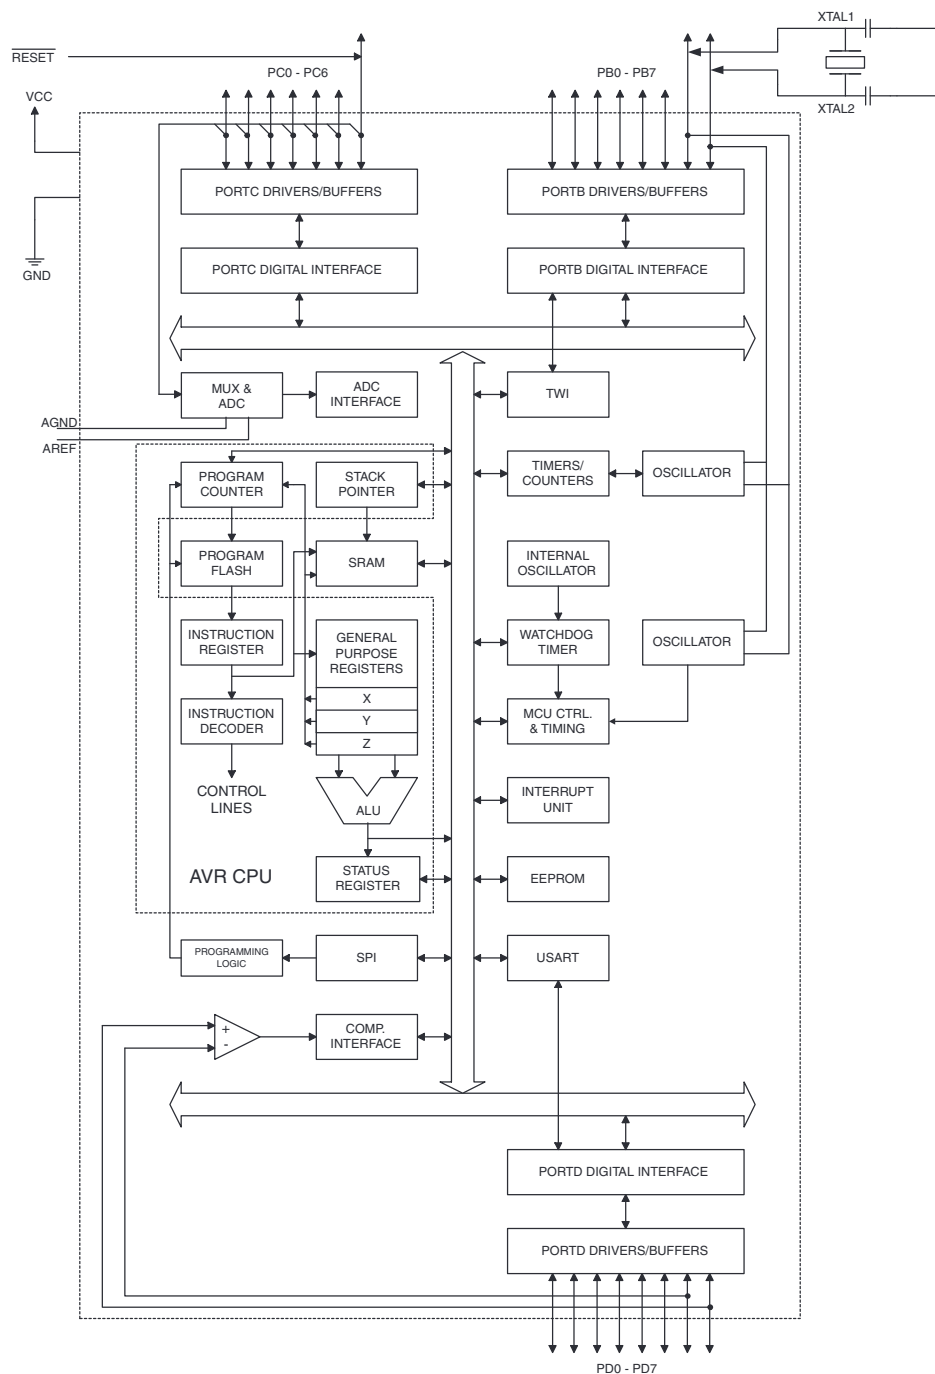 XTAL1
RESET
PC0 - PC6
PB0 - PB7
VCC
XTAL2
PORTC DRIVERS/BUFFERS
PORTB DRIVERS/BUFFERS
GND
PORTC DIGITAL INTERFACE
PORTB DIGITAL INTERFACE
MUX &
ADC
ADC
INTERFACE
TWI
AGND
AREF
PROGRAM
COUNTER
STACK
POINTER
TIMERS/
COUNTERS
OSCILLATOR
PROGRAM
FLASH
SRAM
INTERNAL
OSCILLATOR
INSTRUCTION
REGISTER
GENERAL
PURPOSE
REGISTERS
WATCHDOG
TIMER
OSCILLATOR
X
INSTRUCTION
DECODER
Y
Z
MCU CTRL.
& TIMING
CONTROL
LINES
ALU
INTERRUPT
UNIT
AVR CPU
STATUS
REGISTER
EEPROM
PROGRAMMING
LOGIC
SPI
USART
+
-
COMP.
INTERFACE
PORTD DIGITAL INTERFACE
PORTD DRIVERS/BUFFERS
PD0 - PD7